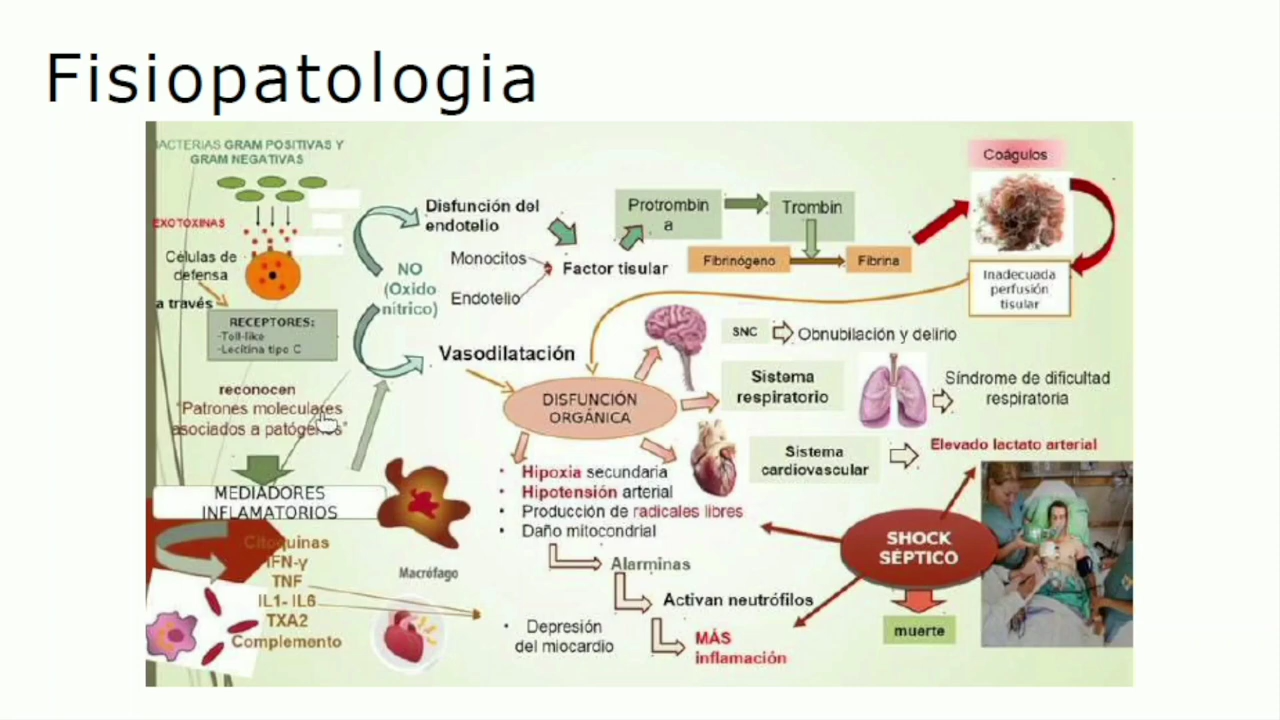 Fisiopatologia
BACTERIAS GRAM POSITIVAS Y
GRAM NEGATIVAS
EXOTOXINAS
Células de
defensa
a través
RECEPTORES:
-Toll-like
-Lecitina tipo C
reconocen
"Patrones moleculares
asociados a patógenos"
MEDIADORES
INFLAMATORIOS
Citoquinas
IFN-γ
TNF
IL1- IL6
TXA2
Complemento
Macrófago
NO
(Oxido
nítrico)
Disfunción del
endotelio
Monocitos
Endotelio
Factor tisular
Vasodilatación
Protrombin
a
Trombin
Fibrinógeno
Fibrina
Coágulos
Inadecuada
perfusión
tisular
DISFUNCIÓN
ORGÁNICA
SNC
Obnubilación y delirio
Sistema
respiratorio
Síndrome de dificultad
respiratoria
Sistema
cardiovascular
Elevado lactato arterial
• Hipoxia secundaria
• Hipotensión arterial
• Producción de radicales libres
• Daño mitocondrial
Alarminas
Activan neutrófilos
MÁS
inflamación
• Depresión
del miocardio
SHOCK
SÉPTICO
muerte